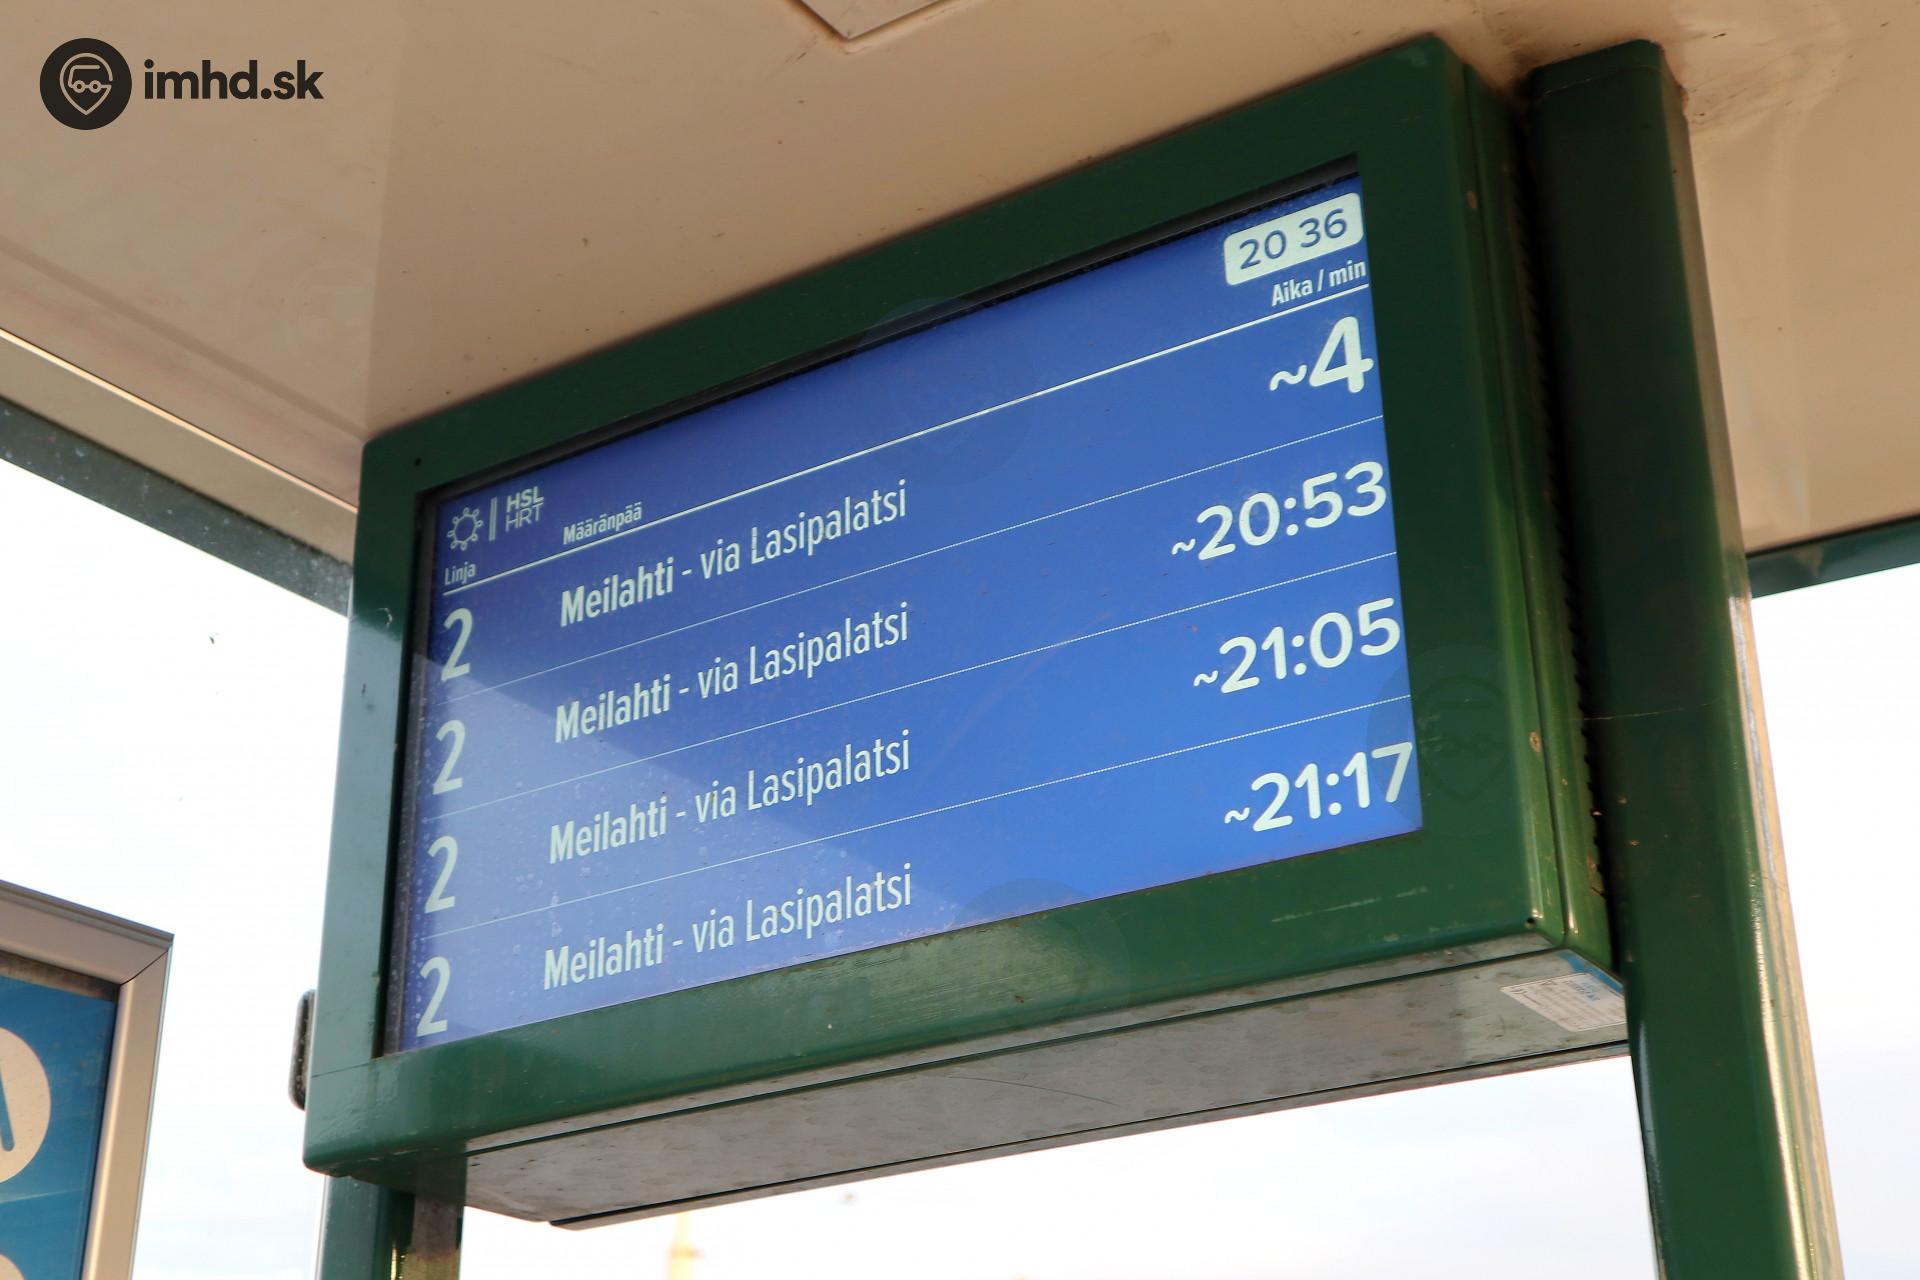 imhd.sk
20 36
HSL
HRT
Linja Määränpää Aika / min
2 Meilahti - via Lasipalatsi ~4
2 Meilahti - via Lasipalatsi ~20:53
2 Meilahti - via Lasipalatsi ~21:05
2 Meilahti - via Lasipalatsi ~21:17